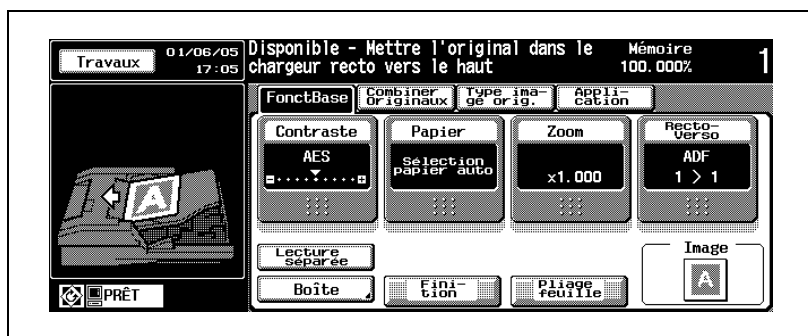 Travaux
01/06/05
17:05
Disponible - Mettre l'original dans le
chargeur recto vers le haut
Mémoire
100.000%
1
FonctBase
Combiner
Originaux
Type ima-
ge orig.
Appli-
cation
Contraste
AES
Papier
Sélection
papier auto
Zoom
x1.000
Recto-
Verso
ADF
1 > 1
Lecture
séparée
Boîte
Fini-
tion
Pliage
feuille
Image
A
A
PRÊT